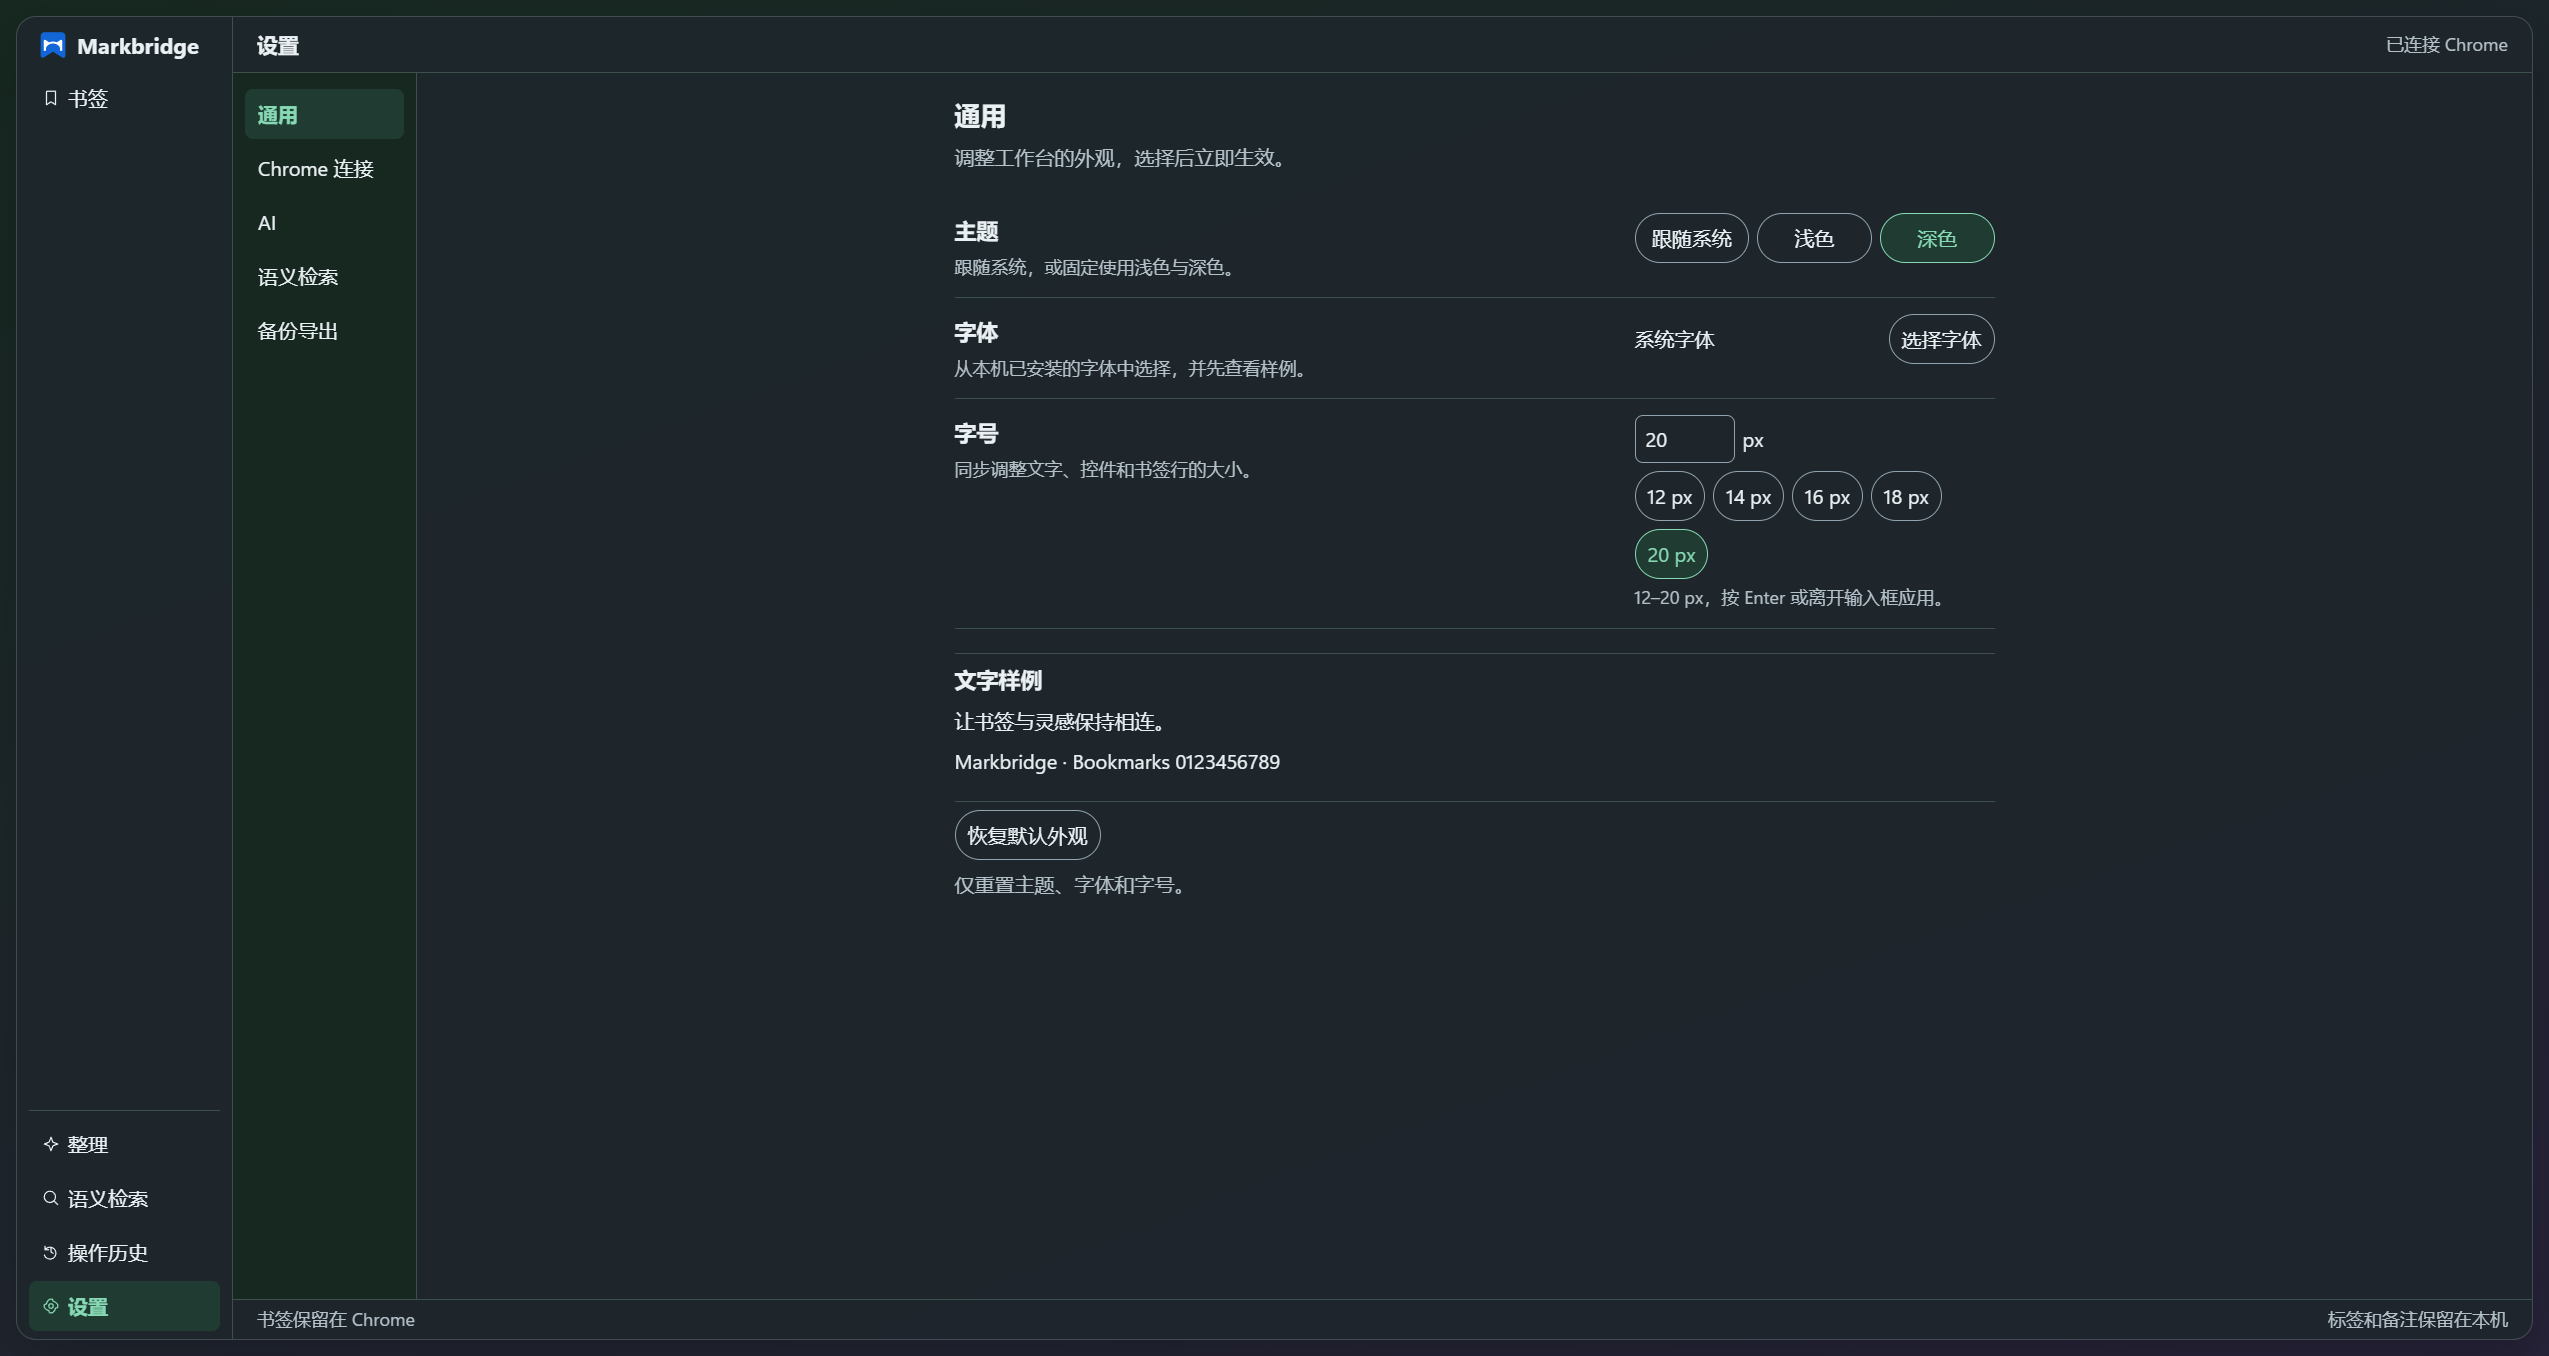 Markbridge
书签
整理
语义检索
操作历史
设置
设置
已连接 Chrome
通用
Chrome 连接
AI
语义检索
备份导出
通用
调整工作台的外观，选择后立即生效。
主题
跟随系统，或固定使用浅色与深色。
跟随系统
浅色
深色
字体
从本机已安装的字体中选择，并先查看样例。
系统字体
选择字体
字号
同步调整文字、控件和书签行的大小。
20 px
12 px
14 px
16 px
18 px
20 px
12–20 px，按 Enter 或离开输入框应用。
文字样例
让书签与灵感保持相连。
Markbridge · Bookmarks 0123456789
恢复默认外观
仅重置主题、字体和字号。
书签保留在 Chrome
标签和备注保留在本机